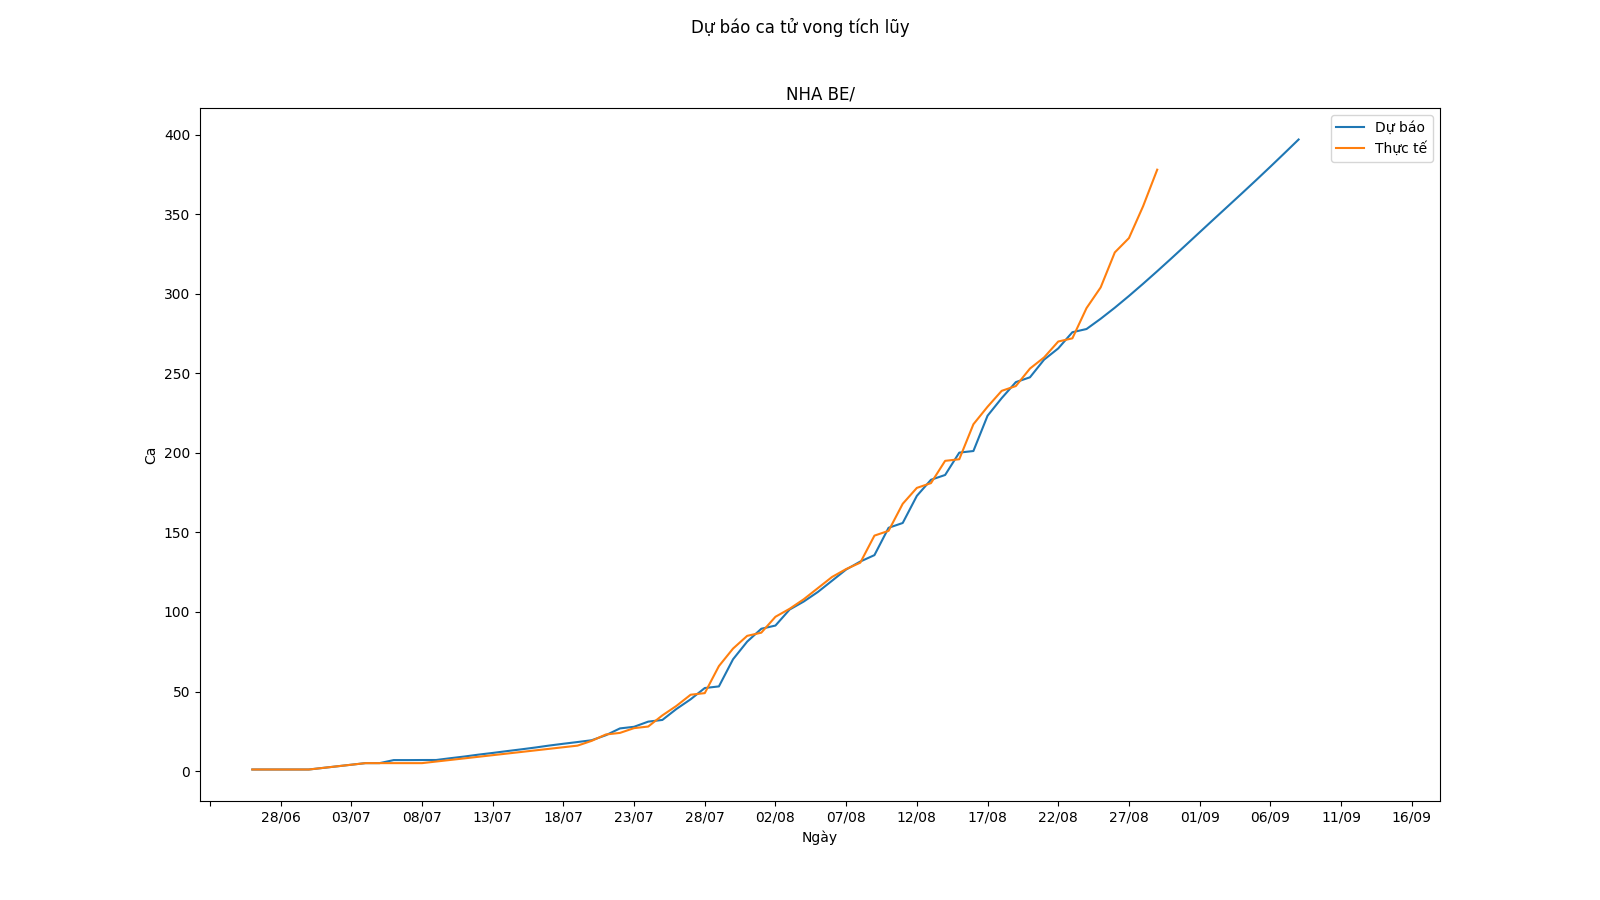 Dự báo ca tử vong tích lũy
NHA BE/
Dự báo
Thực tế
400
350
300
250
200
150
100
50
0
Ca
28/06 03/07 08/07 13/07 18/07 23/07 28/07 02/08 07/08 12/08 17/08 22/08 27/08 01/09 06/09 11/09 16/09
Ngày